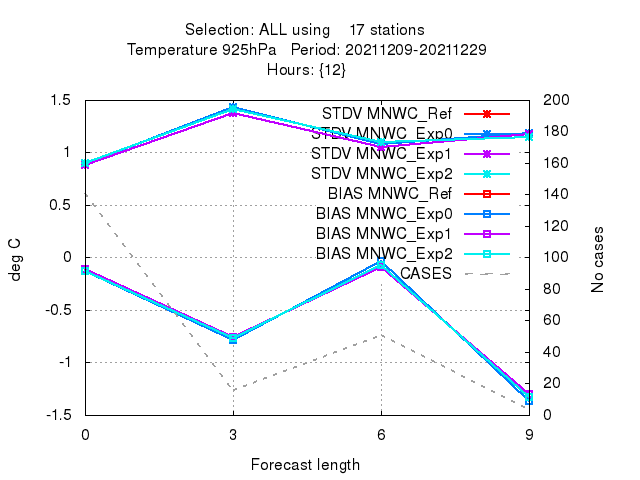 Selection: ALL using 17 stations
Temperature 925hPa Period: 20211209-20211229
Hours: {12}
1.5
1
0.5
0
-0.5
-1
-1.5
deg C
200
180
160
140
120
100
80
60
40
20
0
No cases
STDV MNWC_Ref
STDV MNWC_Exp0
STDV MNWC_Exp1
STDV MNWC_Exp2
BIAS MNWC_Ref
BIAS MNWC_Exp0
BIAS MNWC_Exp1
BIAS MNWC_Exp2
CASES
0 3 6 9
Forecast length